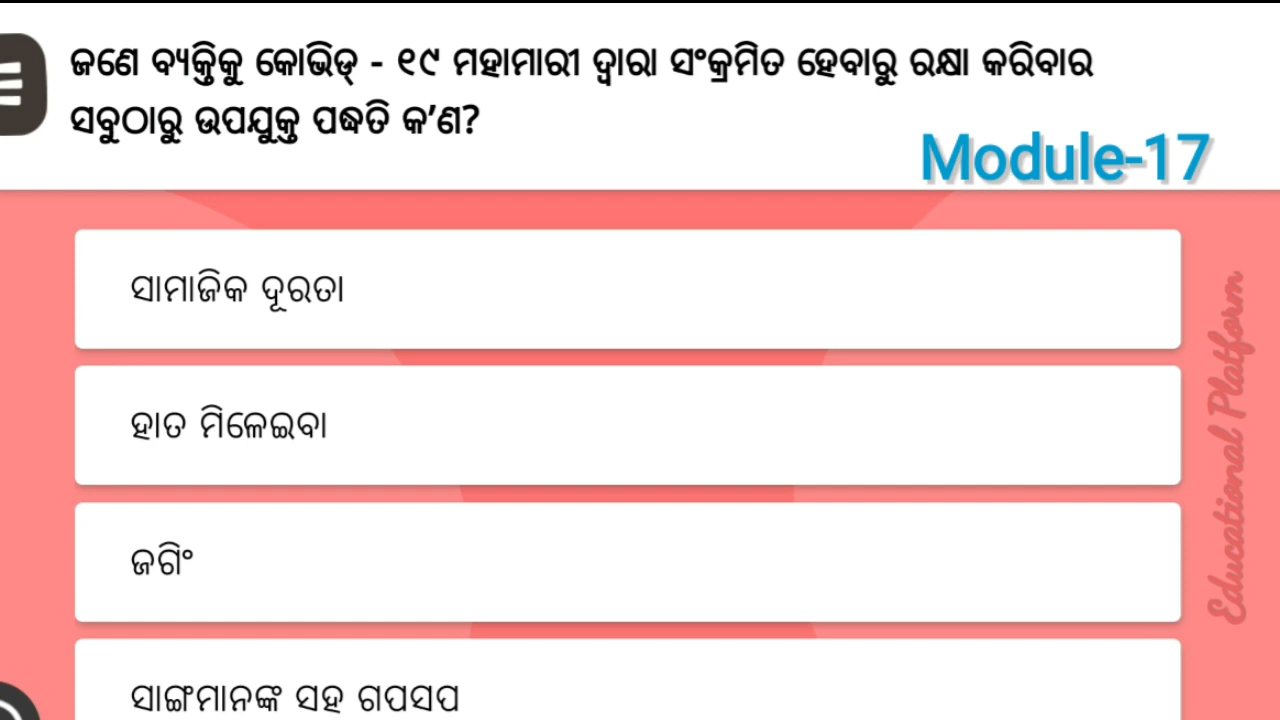 ଜଣେ ବ୍ୟକ୍ତିକୁ କୋଭିଡ୍ - ୧୯ ମହାମାରୀ ଦ୍ୱାରା ସଂକ୍ରମିତ ହେବାରୁ ରକ୍ଷା କରିବାର
ସବୁଠାରୁ ଉପଯୁକ୍ତ ପଦ୍ଧତି କ’ଣ?
Module-17
ସାମାଜିକ ଦୂରତା
ହାତ ମିଳେଇବା
ଜଗିଂ
ସାଙ୍ଗମାନଙ୍କ ସହ ଗପସପ
Educational Platform